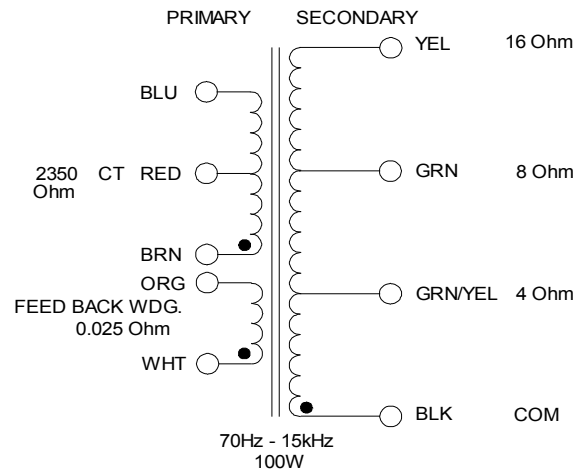 PRIMARY SECONDARY
YEL 16 Ohm
BLU
2350 Ohm CT RED
GRN 8 Ohm
BRN
ORG
FEED BACK WDG.
0.025 Ohm
GRN/YEL 4 Ohm
WHT
BLK COM
70Hz - 15kHz
100W